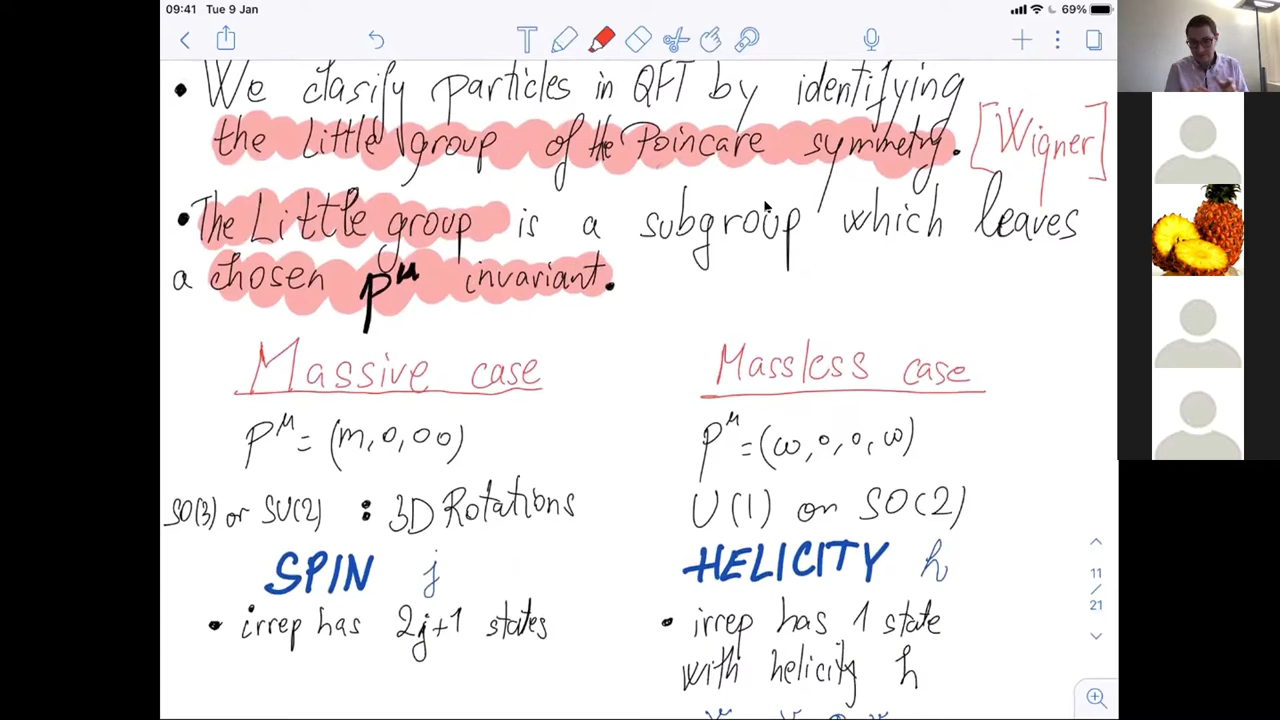 09:41 Tue 9 Jan
69%
• We clasify particles in QFT by identifying
the Little group of the Poincare symmetry. [Wigner]
• The Little group is a subgroup which leaves
a chosen pμ invariant.
Massive case
Massless case
pμ = (m, 0, 0 0)
pμ = (ω, 0, 0, ω)
SO(3) or SU(2) : 3D Rotations
U(1) or SO(2)
SPIN j
HELICITY h
• irrep has 2j+1 states
• irrep has 1 state
with helicity h
11
/
21